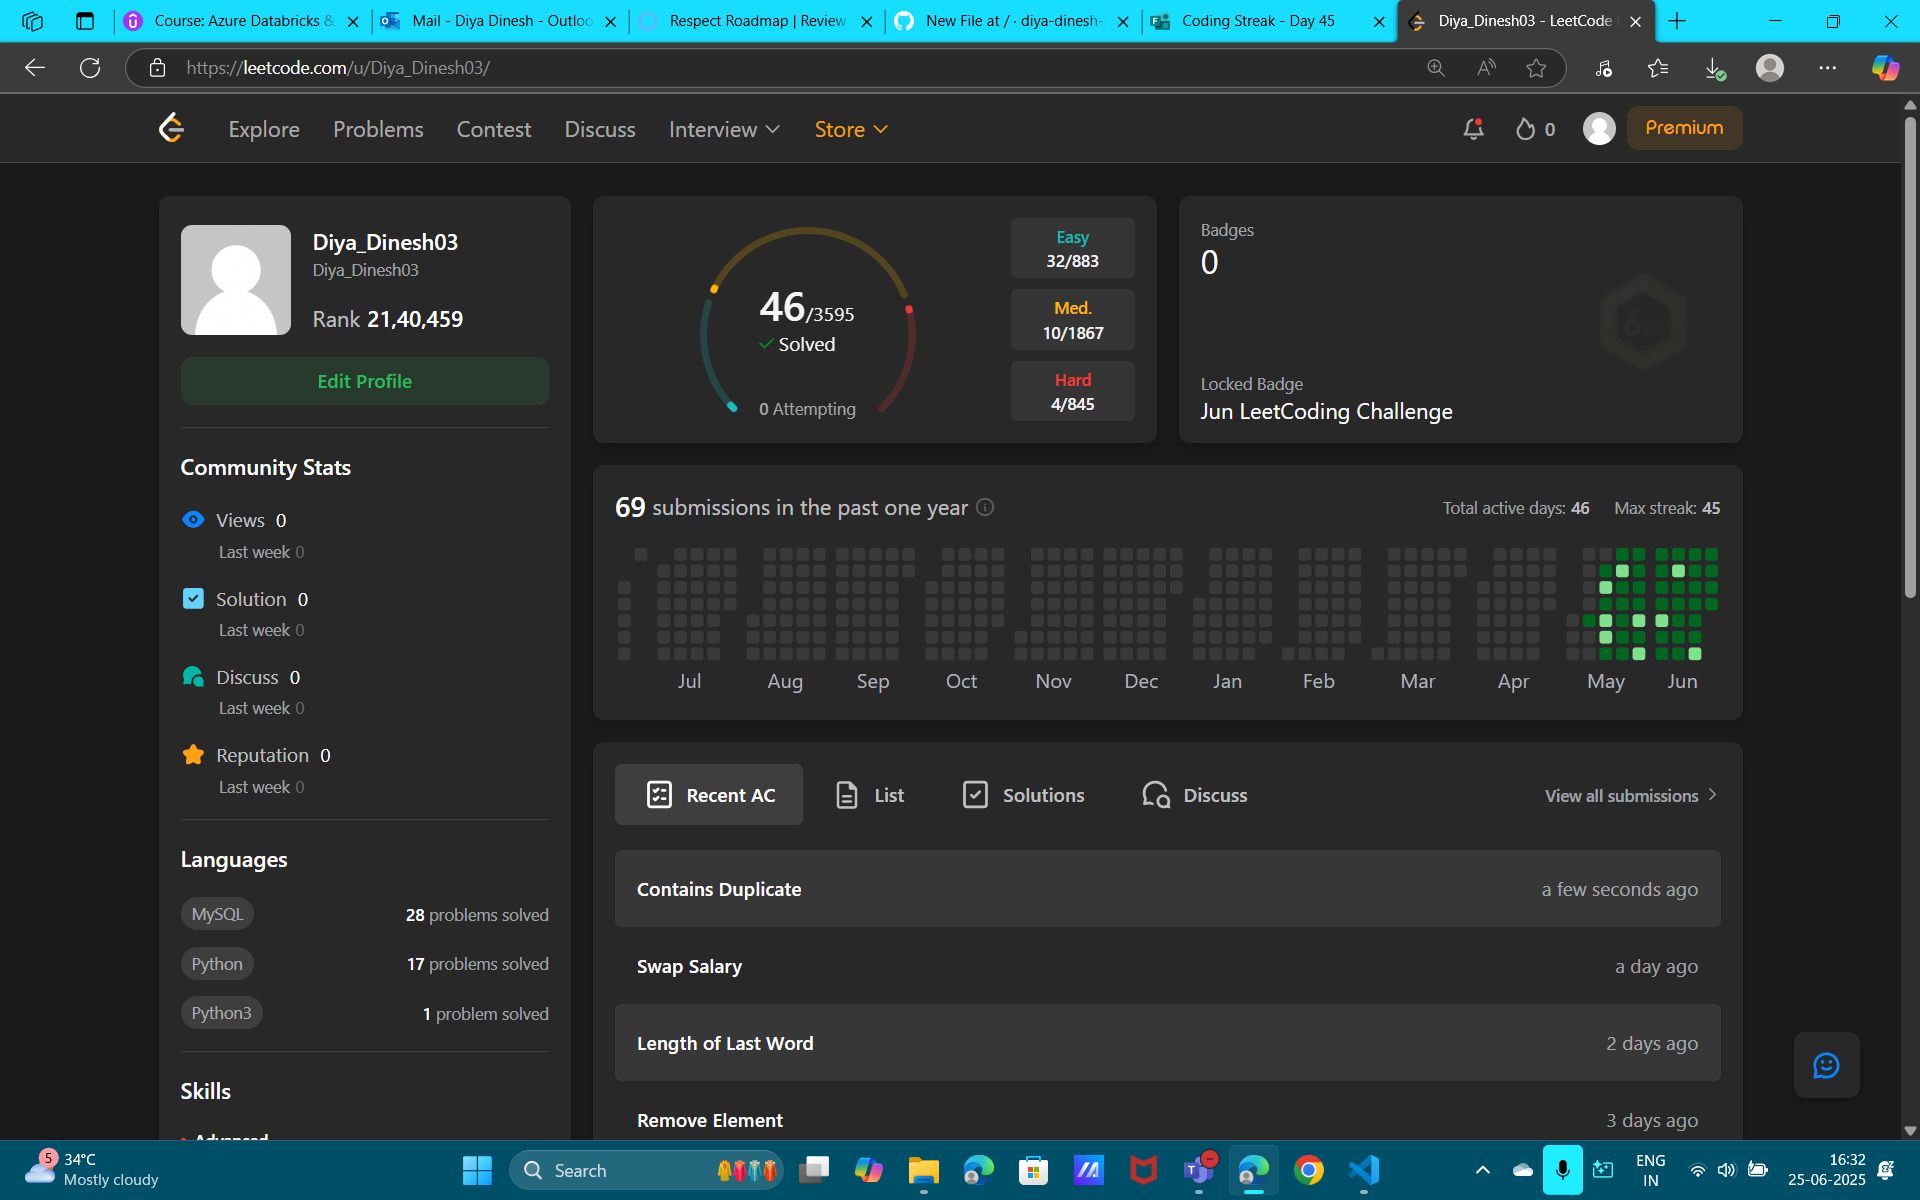 Course: Azure Databricks &
Mail - Diya Dinesh - Outloo
Respect Roadmap | Review
New File at / · diya-dinesh-
Coding Streak - Day 45
Diya_Dinesh03 - LeetCode
https://leetcode.com/u/Diya_Dinesh03/
Explore
Problems
Contest
Discuss
Interview
Store
0
Premium
Diya_Dinesh03
Diya_Dinesh03
Rank 21,40,459
Edit Profile
Community Stats
Views 0
Last week 0
Solution 0
Last week 0
Discuss 0
Last week 0
Reputation 0
Last week 0
Languages
MySQL 28 problems solved
Python 17 problems solved
Python3 1 problem solved
Skills
Advanced
46/3595
Solved
0 Attempting
Easy
32/883
Med.
10/1867
Hard
4/845
Badges
0
Locked Badge
Jun LeetCoding Challenge
69 submissions in the past one year
Total active days: 46 Max streak: 45
Jul Aug Sep Oct Nov Dec Jan Feb Mar Apr May Jun
Recent AC
List
Solutions
Discuss
View all submissions
Contains Duplicate a few seconds ago
Swap Salary a day ago
Length of Last Word 2 days ago
Remove Element 3 days ago
5
34°C
Mostly cloudy
Search
ENG
IN
16:32
25-06-2025